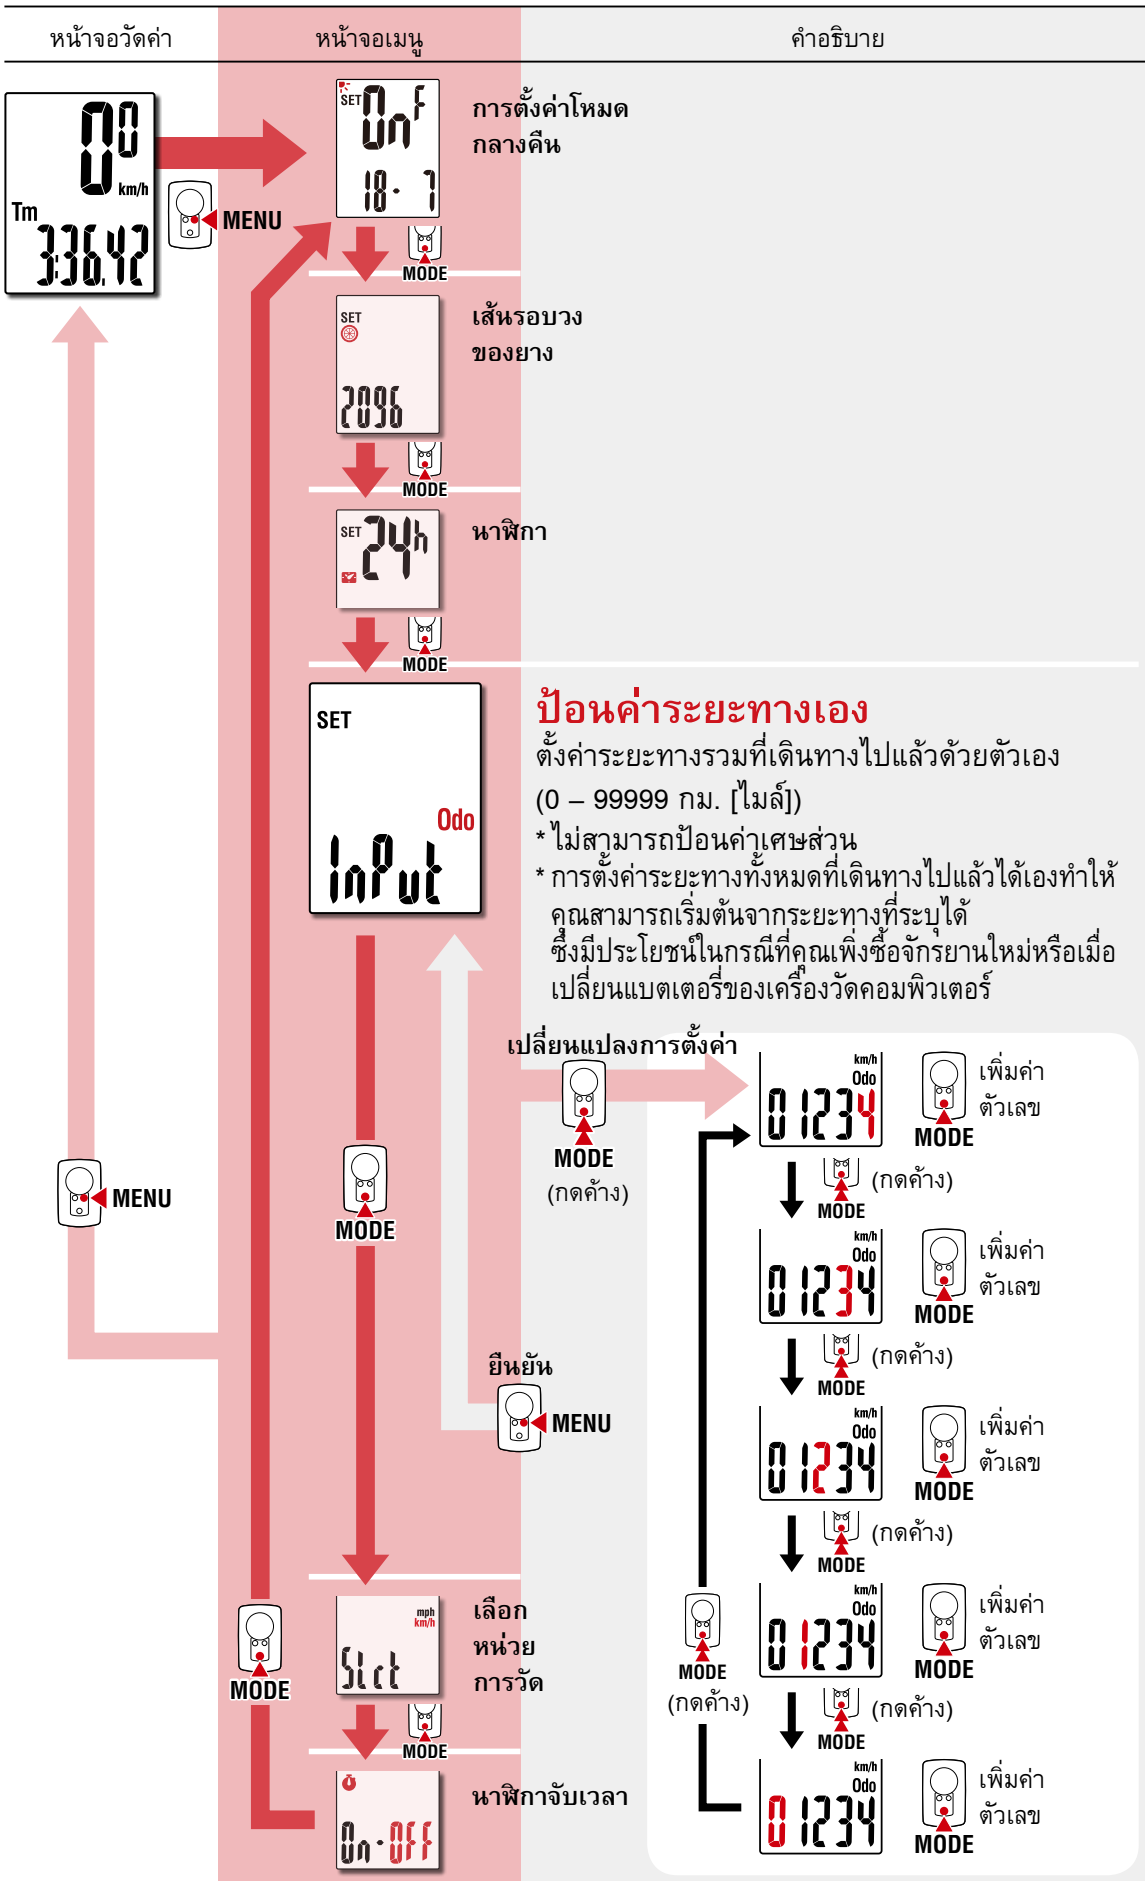 หน้าจอวัดค่า
หน้าจอเมนู
คำอธิบาย
0 0
km/h
Tm
3:36.42
MENU
SET
On F
18- 7
การตั้งค่าโหมด
กลางคืน
MODE
SET
2096
เส้นรอบวง
ของยาง
MODE
SET
24h
นาฬิกา
MODE
SET
Odo
InPut
ป้อนค่าระยะทางเอง
ตั้งค่าระยะทางรวมที่เดินทางไปแล้วด้วยตัวเอง
(0 – 99999 กม. [ไมล์])
* ไม่สามารถป้อนค่าเศษส่วน
* การตั้งค่าระยะทางทั้งหมดที่เดินทางไปแล้วได้เองทำให้
คุณสามารถเริ่มต้นจากระยะทางที่ระบุได้
ซึ่งมีประโยชน์ในกรณีที่คุณเพิ่งซื้อจักรยานใหม่หรือเมื่อ
เปลี่ยนแบตเตอรี่ของเครื่องวัดคอมพิวเตอร์
เปลี่ยนแปลงการตั้งค่า
MODE
(กดค้าง)
km/h
Odo
01234
MODE
เพิ่มค่า
ตัวเลข
MODE
(กดค้าง)
km/h
Odo
01234
MODE
เพิ่มค่า
ตัวเลข
MODE
(กดค้าง)
km/h
Odo
01234
MODE
เพิ่มค่า
ตัวเลข
MODE
(กดค้าง)
km/h
Odo
01234
MODE
เพิ่มค่า
ตัวเลข
MODE
(กดค้าง)
km/h
Odo
01234
MODE
เพิ่มค่า
ตัวเลข
MODE
(กดค้าง)
MENU
MODE
ยืนยัน
MENU
mph
km/h
Slct
เลือก
หน่วย
การวัด
MODE
MODE
On-OFF
นาฬิกาจับเวลา